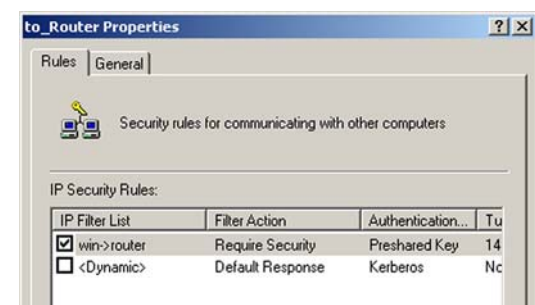 to_Router Properties
Rules General
Security rules for communicating with other computers
IP Security Rules:
IP Filter List Filter Action Authentication... Tu
win->router Require Security Preshared Key 14
<Dynamic> Default Response Kerberos Nc